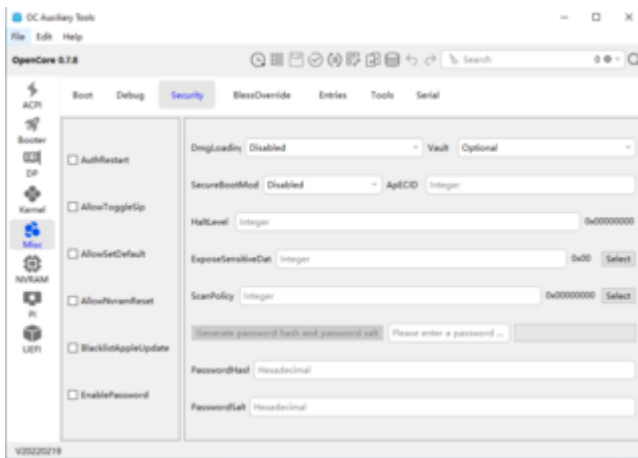 OC Auxiliary Tools
File Edit Help
OpenCore 0.7.8
Search
0
ACPI
Booter
DP
Kernel
Misc
NVRAM
PI
UEFI
Boot Debug Security BlessOverride Entries Tools Serial
AuthRestart
AllowToggleSip
AllowSetDefault
AllowNvramReset
BlacklistAppleUpdate
EnablePassword
DmgLoading Disabled Vault Optional
SecureBootMod Disabled ApECID Integer
HaltLevel Integer 0x00000000
ExposeSensitiveDat Integer 0x00 Select
ScanPolicy Integer 0x00000000 Select
Generate password hash and password salt Please enter a password ...
PasswordHash Hexadecimal
PasswordSalt Hexadecimal
V20220219